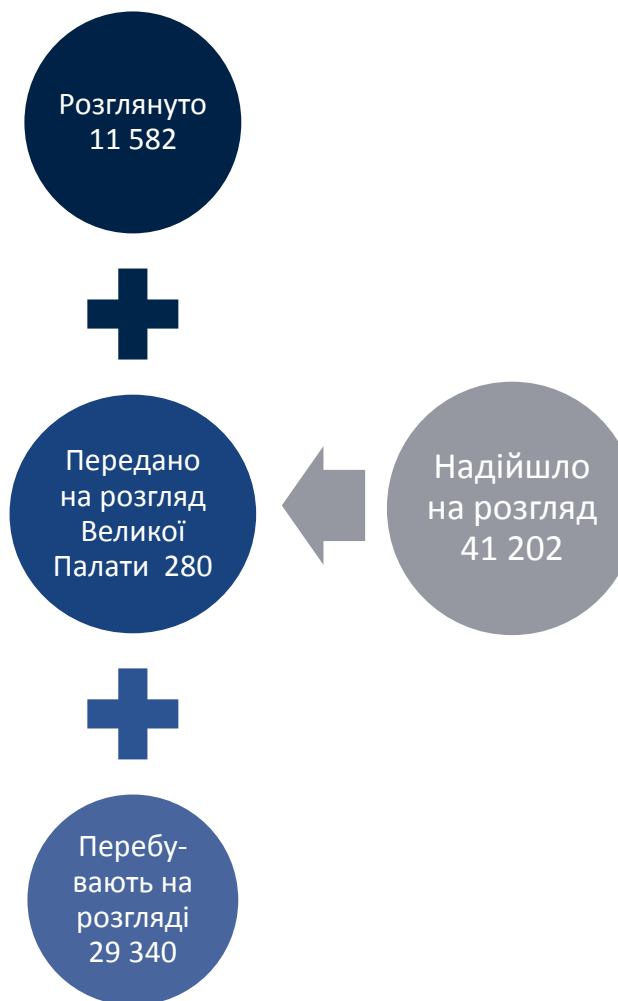 Розглянуто
11 582
Передано
на розгляд
Великої
Палати 280
Надійшло
на розгляд
41 202
Перебу-
вають на
розгляді
29 340